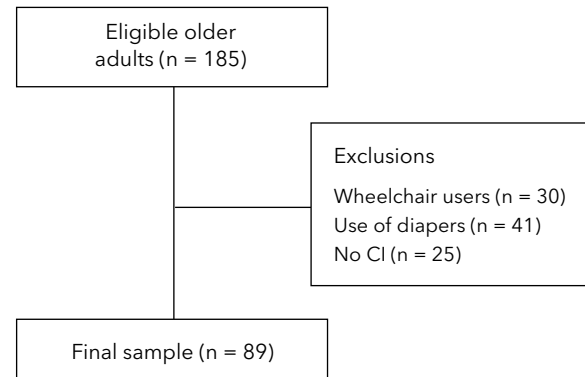 Eligible older
adults (n = 185)
Exclusions
Wheelchair users (n = 30)
Use of diapers (n = 41)
No CI (n = 25)
Final sample (n = 89)